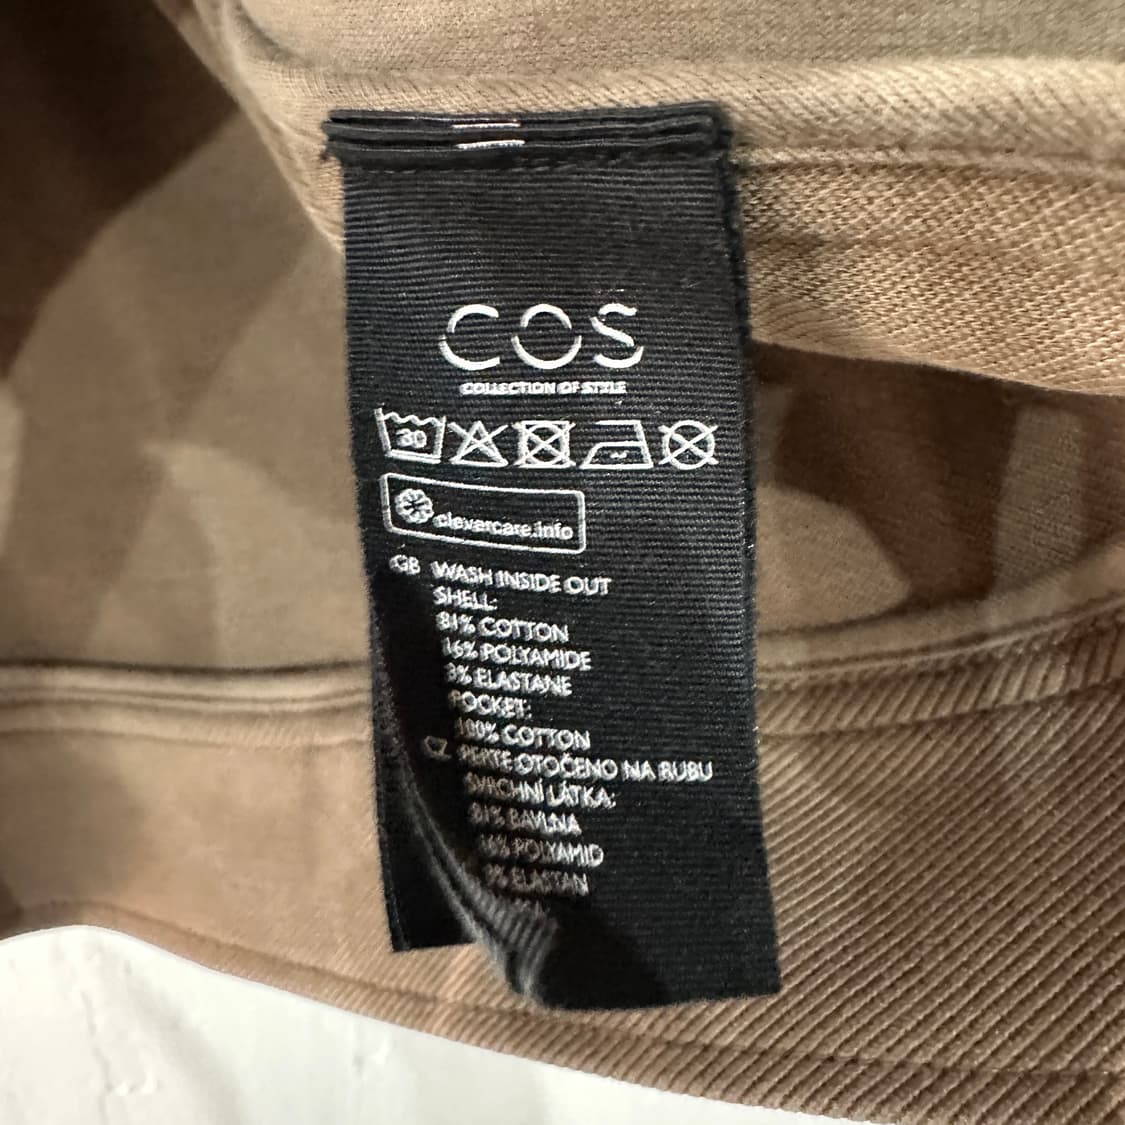 COS
COLLECTION OF STYLE
30
clevercare.info
GB WASH INSIDE OUT
SHELL:
81% COTTON
16% POLYAMIDE
3% ELASTANE
POCKET:
100% COTTON
CZ PERTE OTOČENO NA RUBU
SVRCHNÍ LÁTKA:
81% BAVLNA
16% POLYAMID
3% ELASTAN